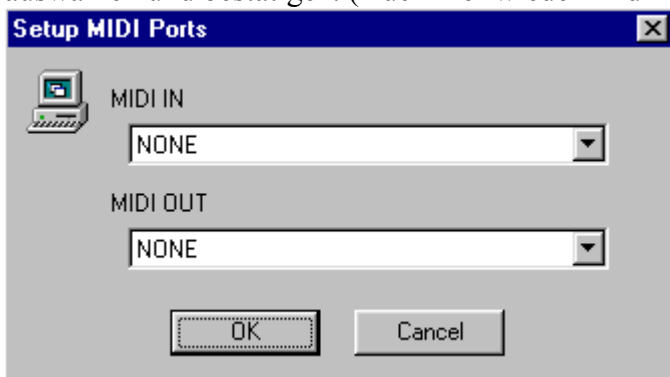 Setup MIDI Ports
MIDI IN
NONE
MIDI OUT
NONE
OK Cancel